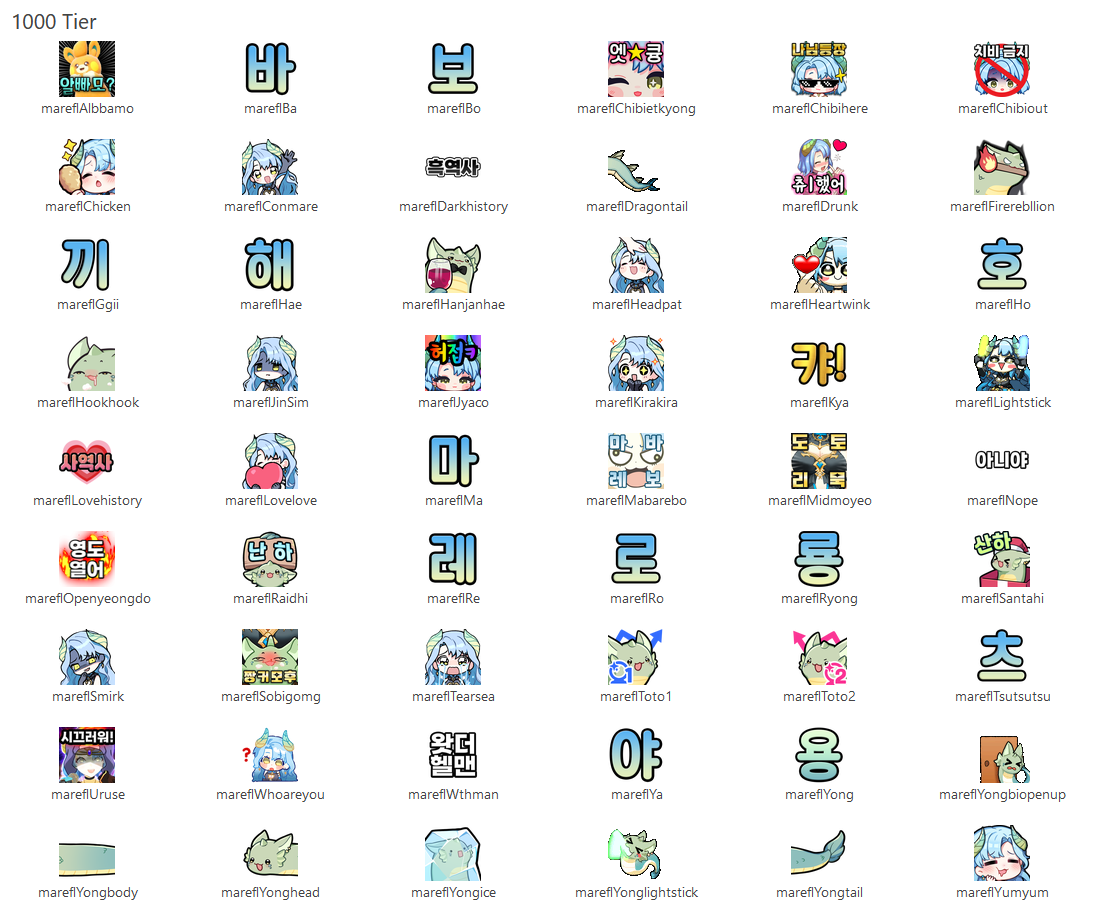 1000 Tier
알빠모?
바
보
엣★큥
나님등장
치비금지
mareflAlbbamo mareflBa mareflBo mareflChibietkyong mareflChibihere mareflChibiout
흑역사
취했어
mareflChicken mareflConmare mareflDarkhistory mareflDragontail mareflDrunk mareflFirerebllion
끼
해
호
mareflGgii mareflHae mareflHanjanhae mareflHeadpat mareflHeartwink mareflHo
허접ㅋ
캬!
mareflHookhook mareflJinSim mareflJyaco mareflKirakira mareflKya mareflLightstick
사역사
마
마 바
레 보
도 토
리 묵
아니야
mareflLovehistory mareflLovelove mareflMa mareflMabarebo mareflMidmoyeo mareflNope
영도
열어
난 하
레
로
룡
산하
mareflOpenyeongdo mareflRaidhi mareflRe mareflRo mareflRyong mareflSantahi
짱커오후
1
2
츠
mareflSmirk mareflSobigomg mareflTearsea mareflToto1 mareflToto2 mareflTsutsutsu
시끄러워!
?
왓더
헬맨
야
용
mareflUruse mareflWhoareyou mareflWthman mareflYa mareflYong mareflYongbiopenup
mareflYongbody mareflYonghead mareflYongice mareflYonglightstick mareflYongtail mareflYumyum